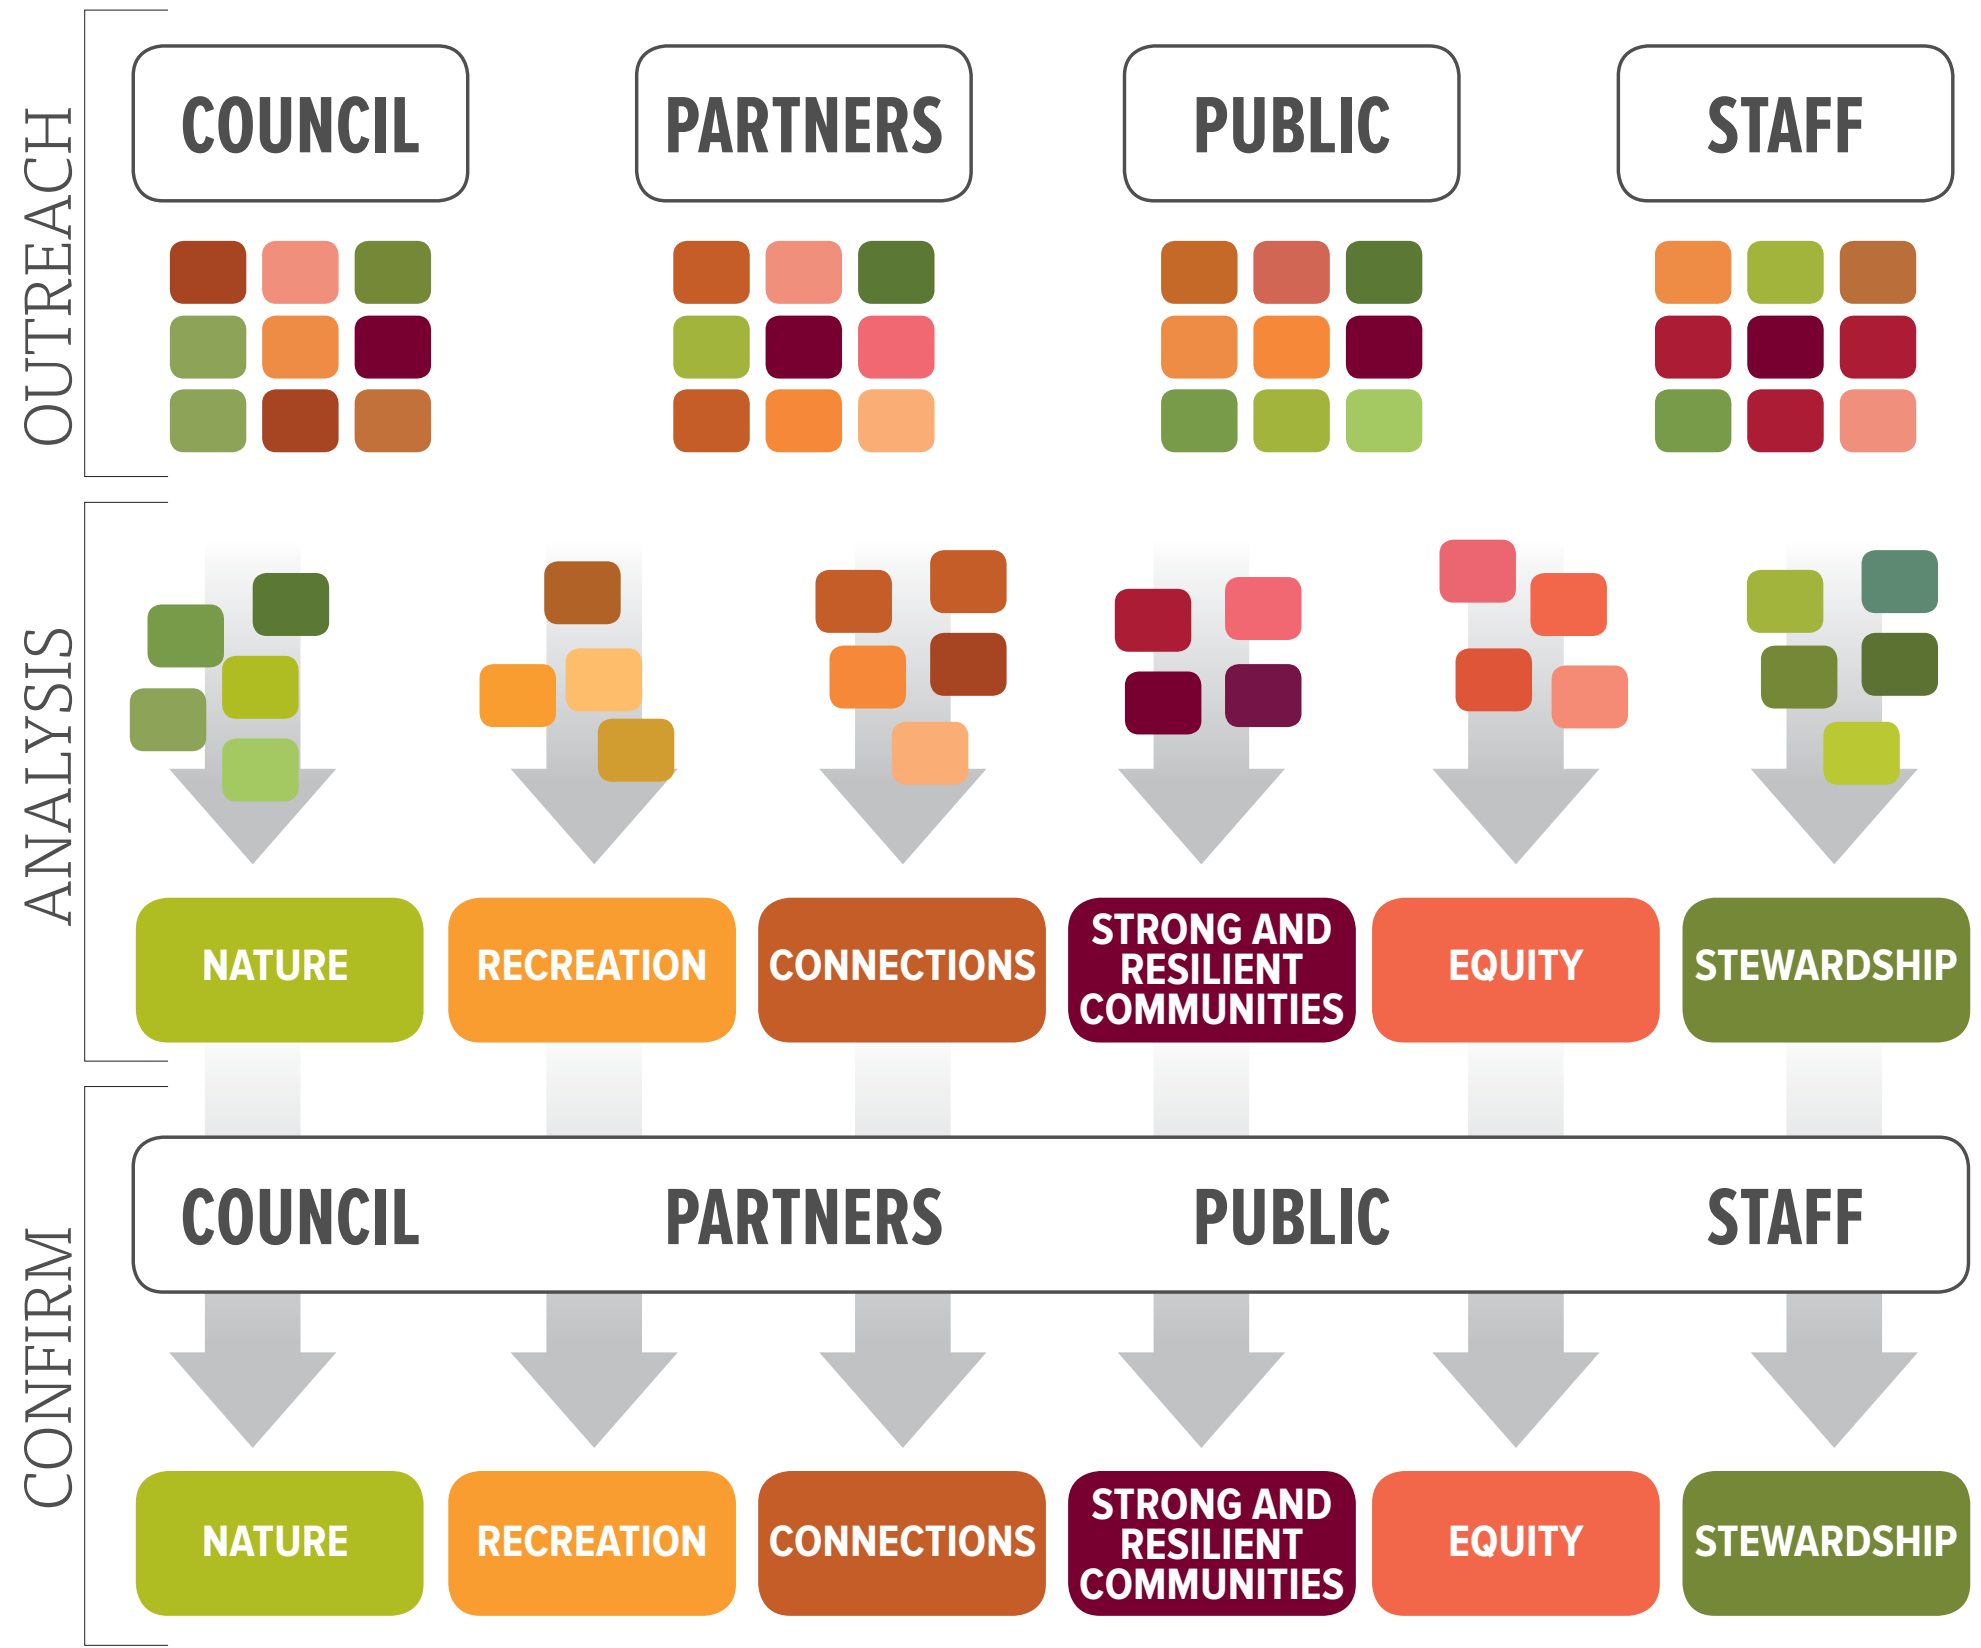 OUTREACH
COUNCIL
PARTNERS
PUBLIC
STAFF
ANALYSIS
NATURE
RECREATION
CONNECTIONS
STRONG AND
RESILIENT
COMMUNITIES
EQUITY
STEWARDSHIP
CONFIRM
COUNCIL
PARTNERS
PUBLIC
STAFF
NATURE
RECREATION
CONNECTIONS
STRONG AND
RESILIENT
COMMUNITIES
EQUITY
STEWARDSHIP